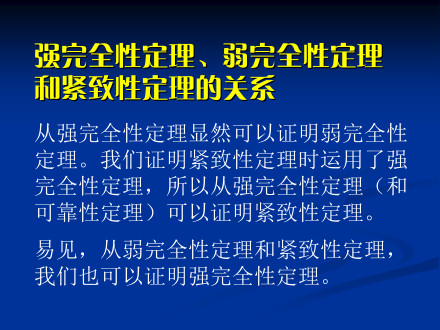 强完全性定理、弱完全性定理
和紧致性定理的关系
从强完全性定理显然可以证明弱完全性
定理。我们证明紧致性定理时运用了强
完全性定理，所以从强完全性定理（和
可靠性定理）可以证明紧致性定理。
易见，从弱完全性定理和紧致性定理，
我们也可以证明强完全性定理。